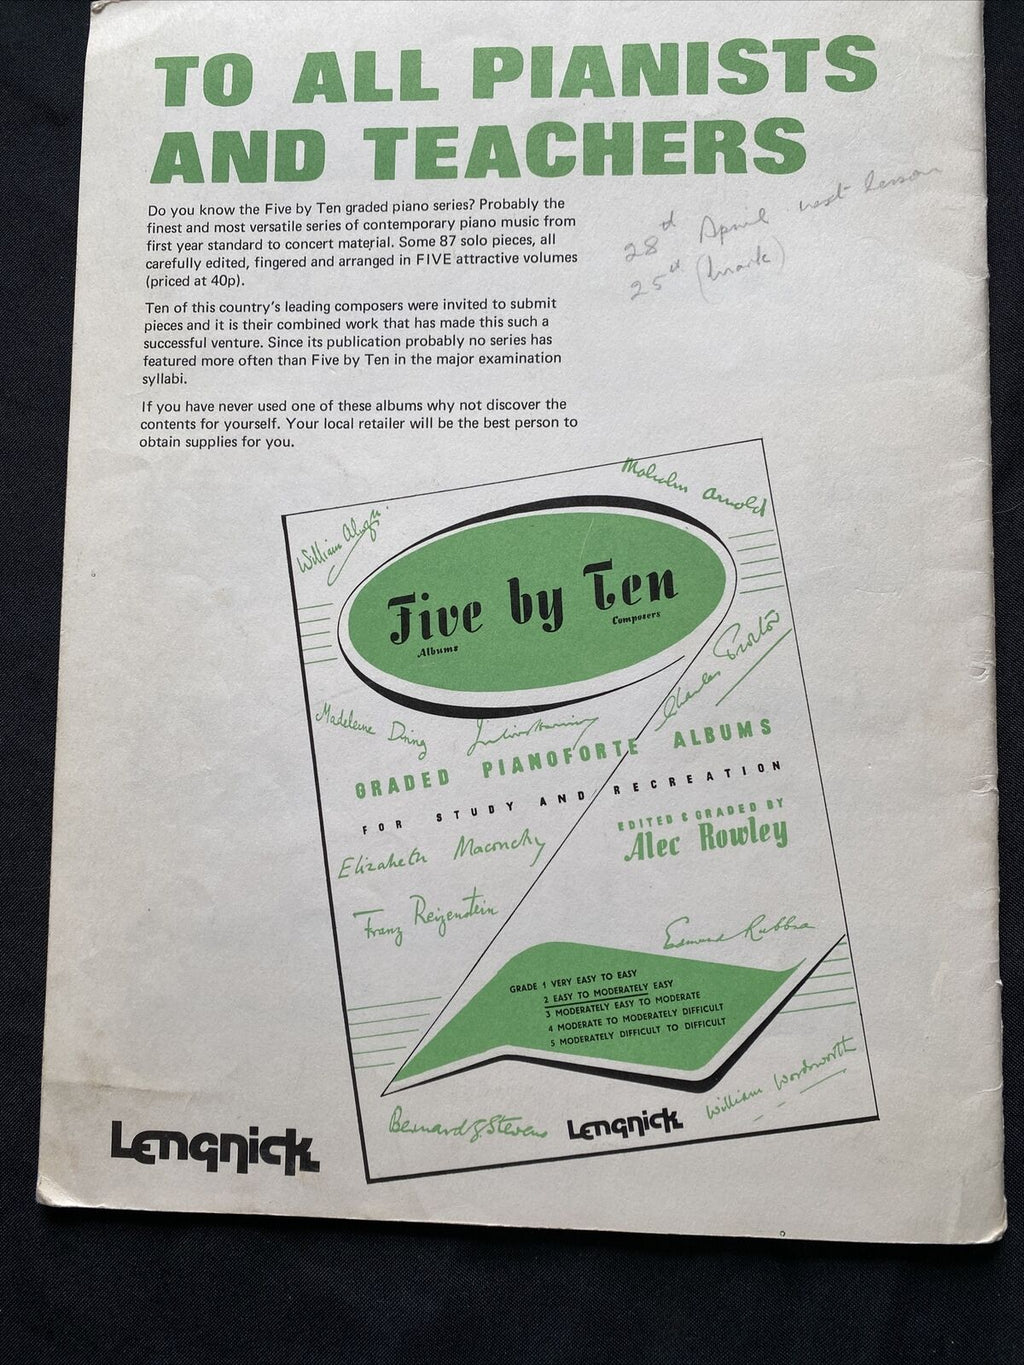 TO ALL PIANISTS
AND TEACHERS
Do you know the Five by Ten graded piano series? Probably the
finest and most versatile series of contemporary piano music from
first year standard to concert material. Some 87 solo pieces, all
carefully edited, fingered and arranged in FIVE attractive volumes
(priced at 40p).
Ten of this country's leading composers were invited to submit
pieces and it is their combined work that has made this such a
successful venture. Since its publication probably no series has
featured more often than Five by Ten in the major examination
syllabi.
If you have never used one of these albums why not discover the
contents for yourself. Your local retailer will be the best person to
obtain supplies for you.
28th April next lesson
25th
Malcolm Arnold
William Alwyn
Five by Ten
Albums Composers
Charles Proctor
Madeleine Dring Julius Harrison
GRADED PIANOFORTE ALBUMS
FOR STUDY AND RECREATION
EDITED & GRADED BY
Alec Rowley
Elizabeth Maconchy
Franz Reizenstein
Edmund Rubbra
GRADE 1 VERY EASY TO EASY
2 EASY TO MODERATELY EASY
3 MODERATELY EASY TO MODERATE
4 MODERATE TO MODERATELY DIFFICULT
5 MODERATELY DIFFICULT TO DIFFICULT
William Wordsworth
Bernard G. Stevens
Lengnick
Lengnick